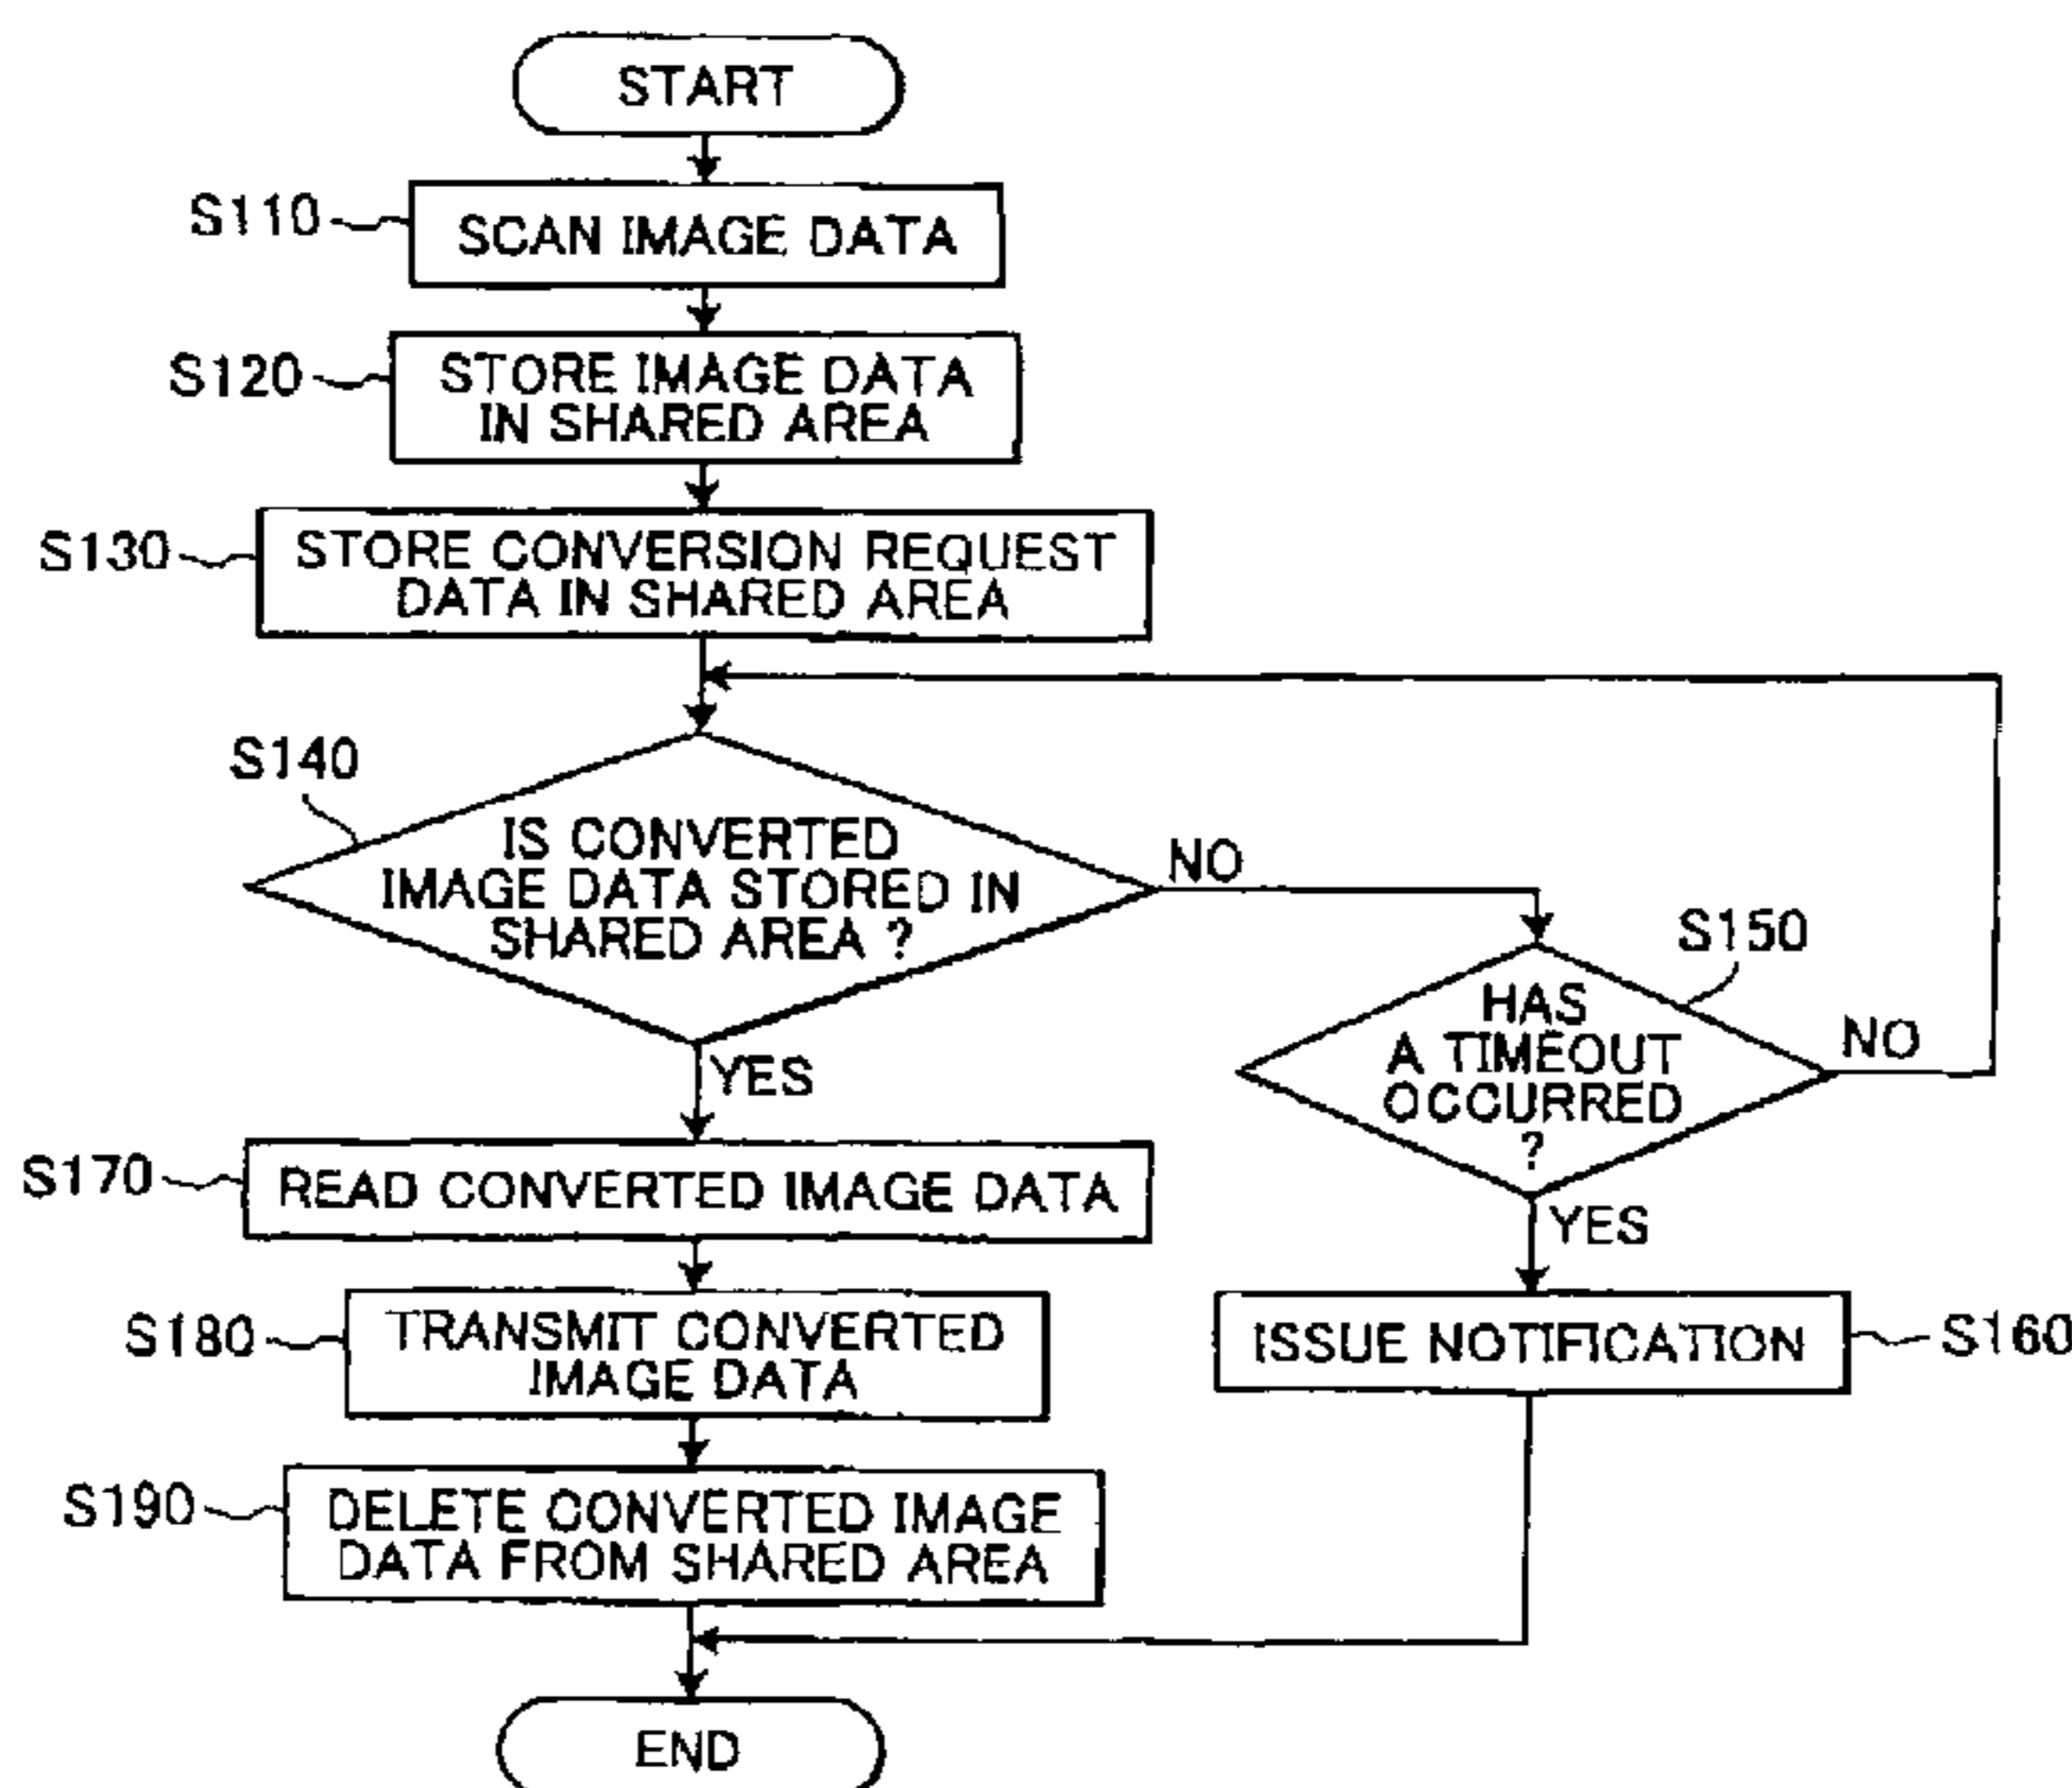 START
S110
SCAN IMAGE DATA
S120
STORE IMAGE DATA
IN SHARED AREA
S130
STORE CONVERSION REQUEST
DATA IN SHARED AREA
S140
IS CONVERTED
IMAGE DATA STORED IN
SHARED AREA ?
NO
YES
S150
HAS
A TIMEOUT
OCCURRED
?
NO
YES
S170
READ CONVERTED IMAGE DATA
S180
TRANSMIT CONVERTED
IMAGE DATA
ISSUE NOTIFICATION
S160
S190
DELETE CONVERTED IMAGE
DATA FROM SHARED AREA
END